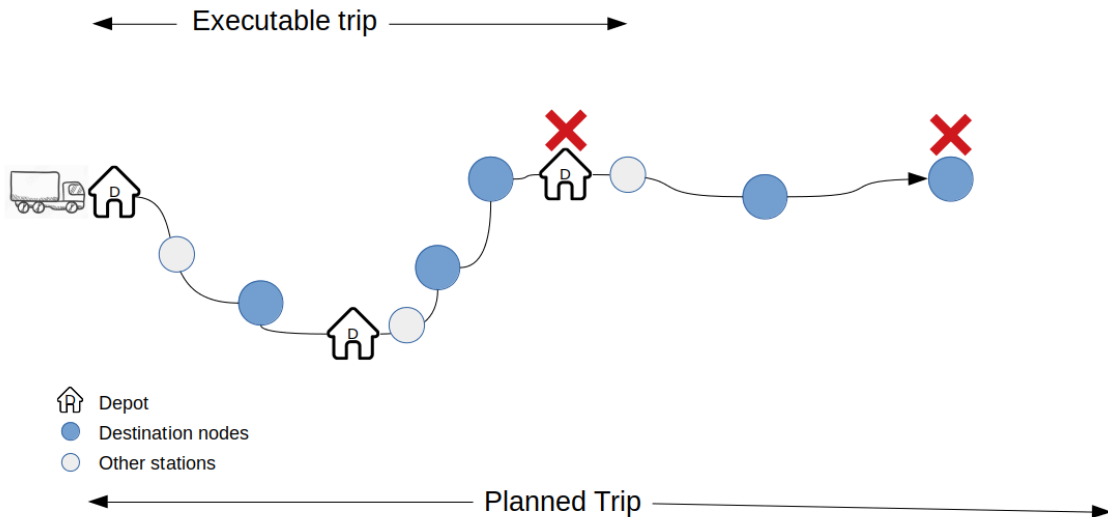 Executable trip
D
D
D
D
Depot
Destination nodes
Other stations
Planned Trip